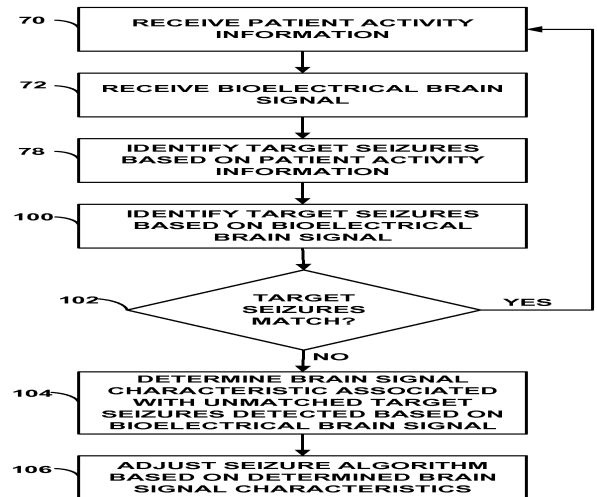 70
RECEIVE PATIENT ACTIVITY
INFORMATION
72
RECEIVE BIOELECTRICAL BRAIN
SIGNAL
78
IDENTIFY TARGET SEIZURES
BASED ON PATIENT ACTIVITY
INFORMATION
100
IDENTIFY TARGET SEIZURES
BASED ON BIOELECTRICAL
BRAIN SIGNAL
102
TARGET
SEIZURES
MATCH?
YES
NO
104
DETERMINE BRAIN SIGNAL
CHARACTERISTIC ASSOCIATED
WITH UNMATCHED TARGET
SEIZURES DETECTED BASED ON
BIOELECTRICAL BRAIN SIGNAL
106
ADJUST SEIZURE ALGORITHM
BASED ON DETERMINED BRAIN
SIGNAL CHARACTERISTICS